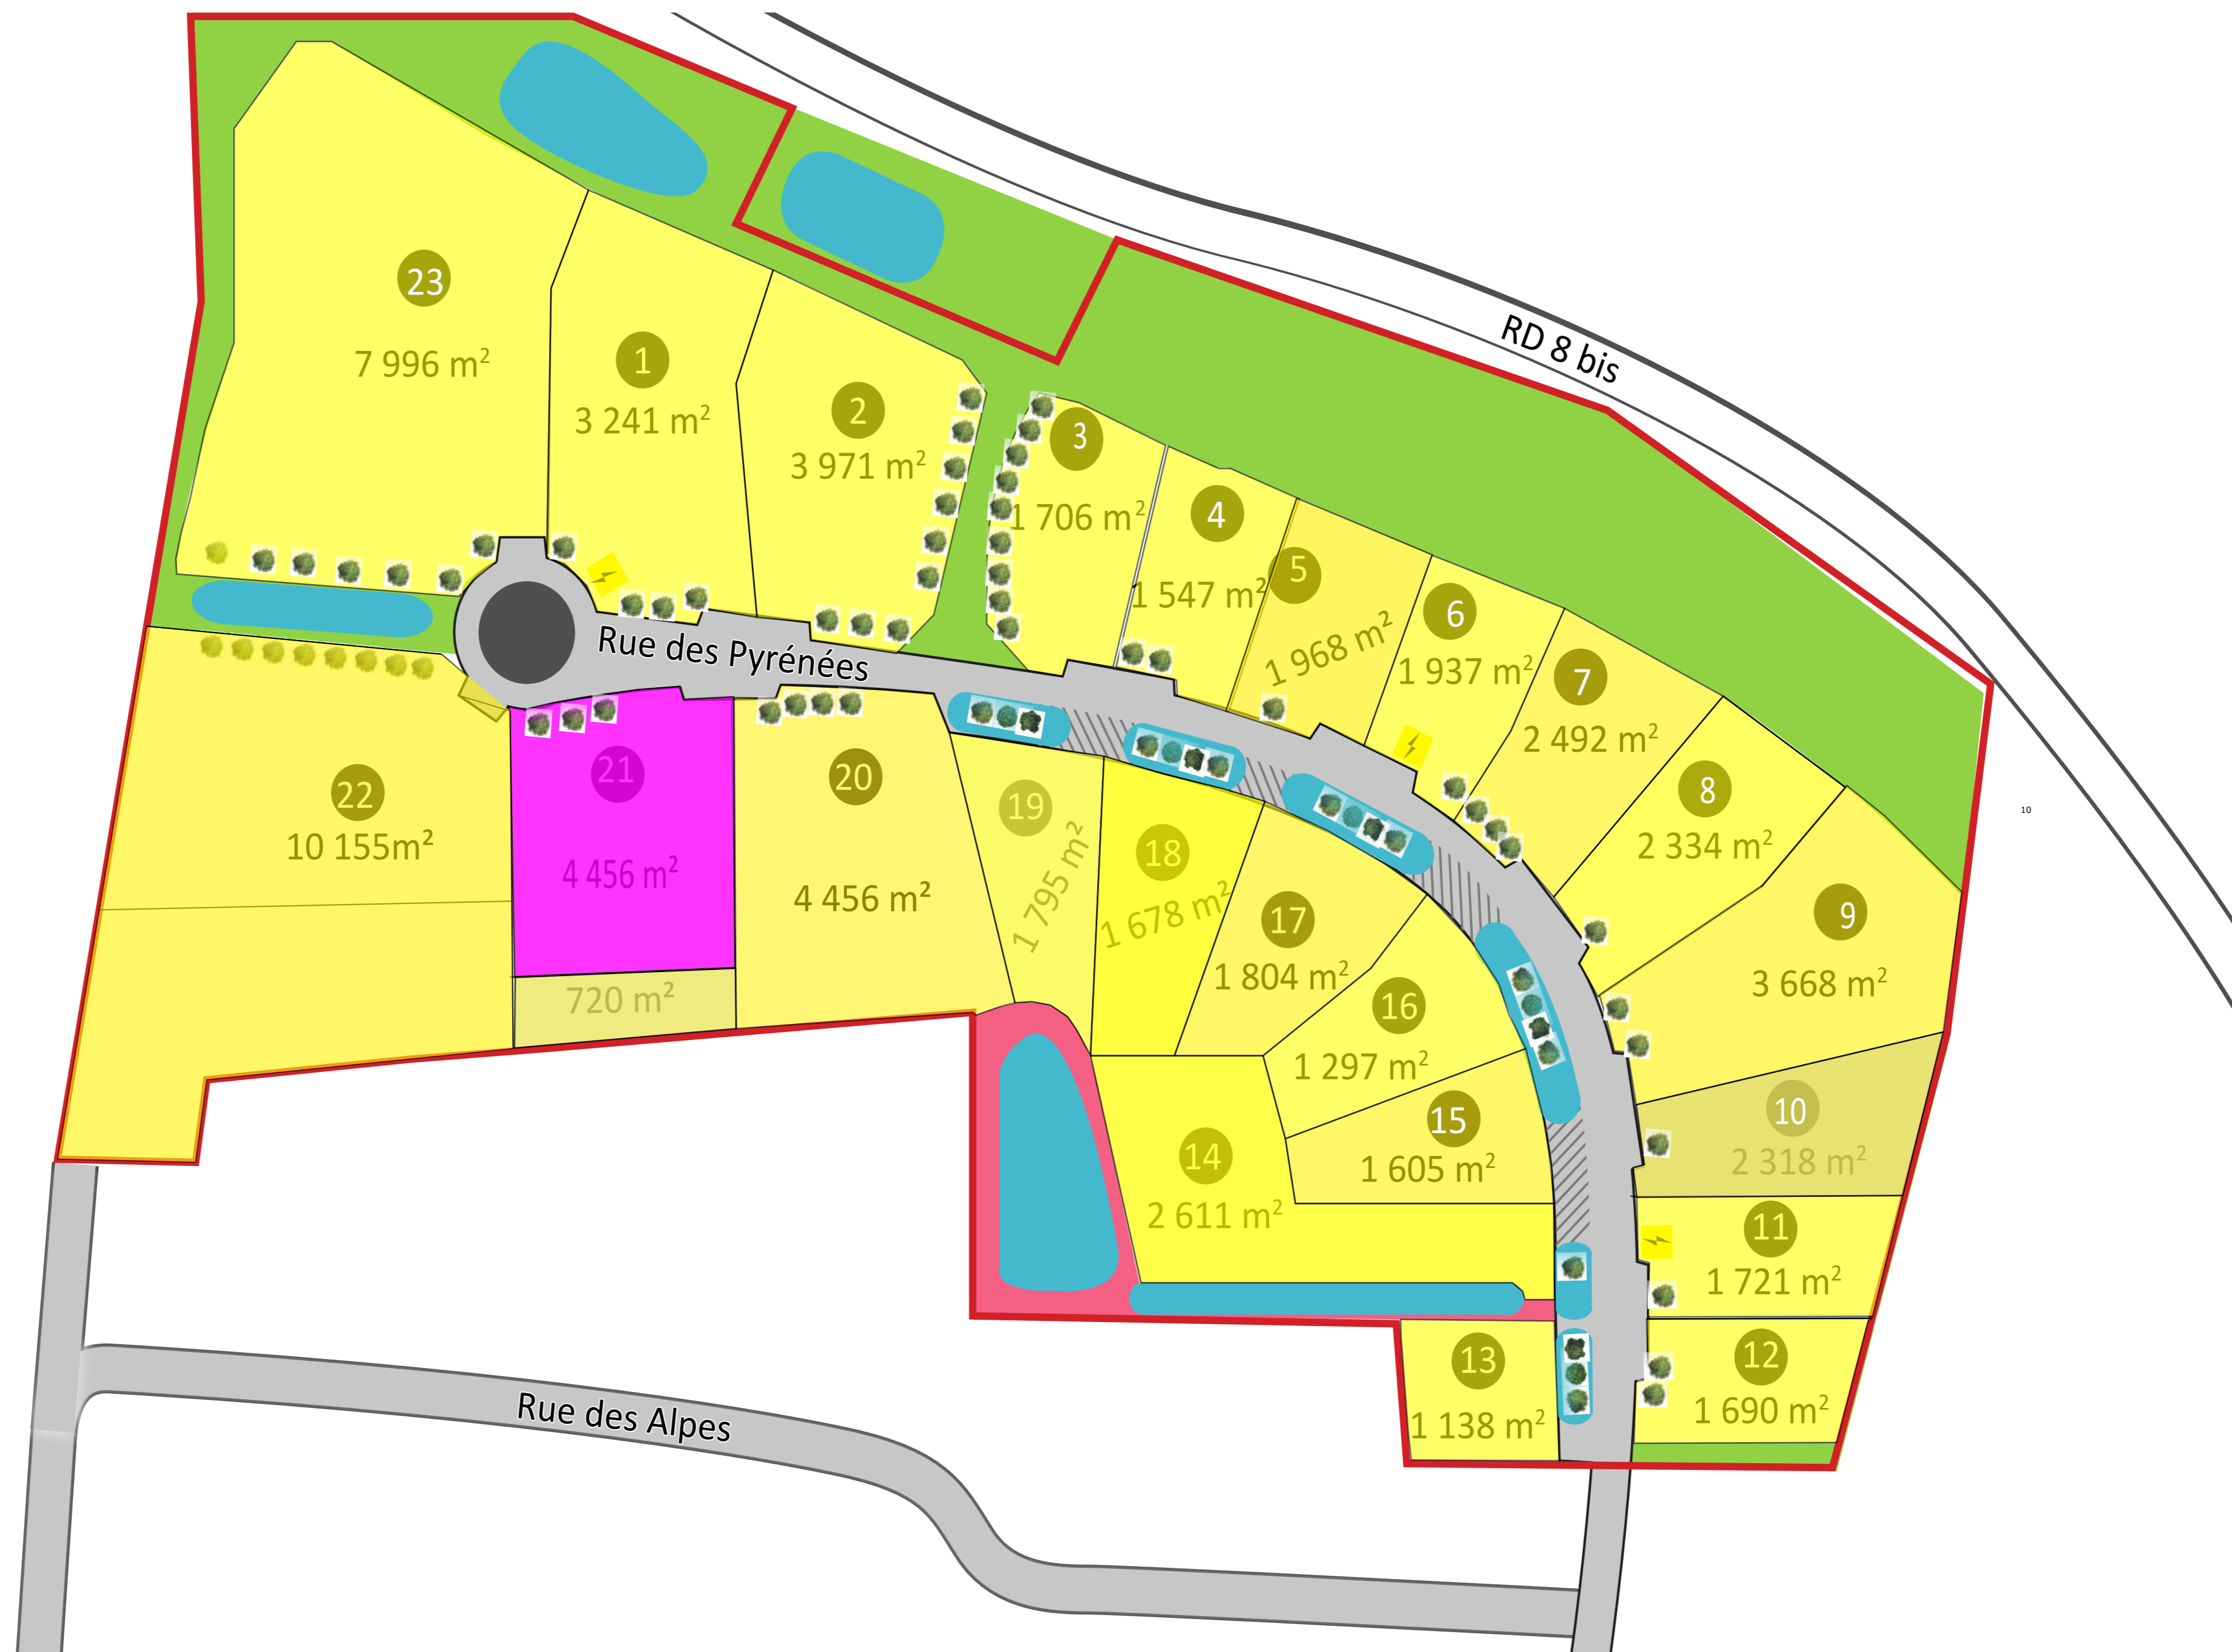 RD 8 bis
23
7 996 m²
1
3 241 m²
2
3 971 m²
3
1 706 m²
4
1 547 m²
5
1 968 m²
6
1 937 m²
7
2 492 m²
8
2 334 m²
9
3 668 m²
10
Rue des Pyrénées
22
10 155m²
21
4 456 m²
720 m²
20
4 456 m²
19
1 795 m²
18
1 678 m²
17
1 804 m²
16
1 297 m²
15
1 605 m²
14
2 611 m²
10
2 318 m²
11
1 721 m²
12
1 690 m²
13
1 138 m²
Rue des Alpes